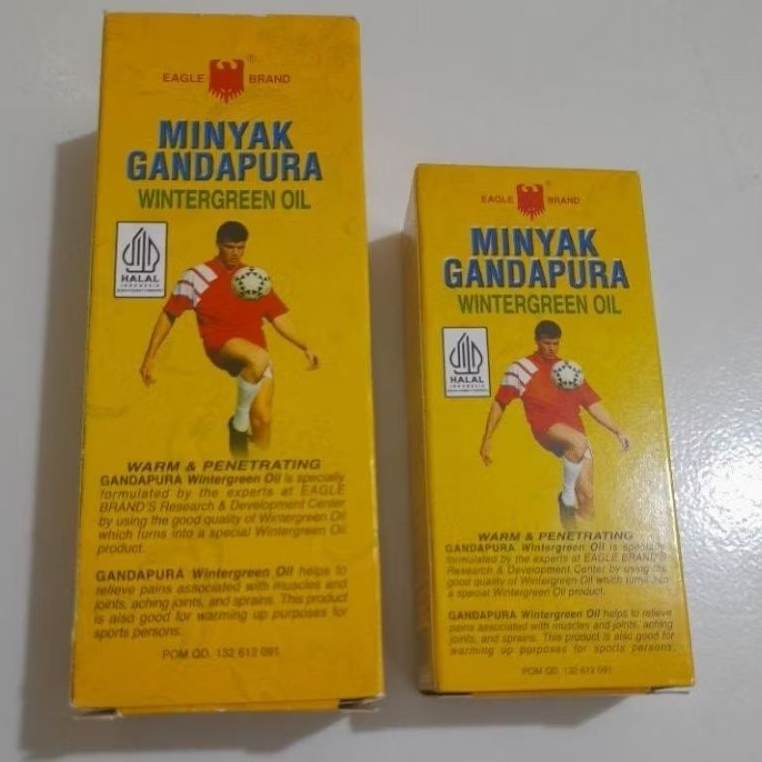 EAGLE BRAND
MINYAK
GANDAPURA
WINTERGREEN OIL
HALAL
INDONESIA
WARM & PENETRATING
GANDAPURA Wintergreen Oil is specially
formulated by the experts at EAGLE
BRAND'S Research & Development Center
by using the good quality of Wintergreen Oil
which turns into a special Wintergreen Oil
product.
GANDAPURA Wintergreen Oil helps to
relieve pains associated with muscles and
joints, aching joints, and sprains. This product
is also good for warming up purposes for
sports persons.
POM QD. 132 612 091
EAGLE BRAND
MINYAK
GANDAPURA
WINTERGREEN OIL
HALAL
INDONESIA
WARM & PENETRATING
GANDAPURA Wintergreen Oil is specially
formulated by the experts at EAGLE BRAND'S
Research & Development Center by using the
good quality of Wintergreen Oil which turns into
a special Wintergreen Oil product.
GANDAPURA Wintergreen Oil helps to relieve
pains associated with muscles and joints, aching
joints, and sprains. This product is also good for
warming up purposes for sports persons.
POM QD. 132 612 091